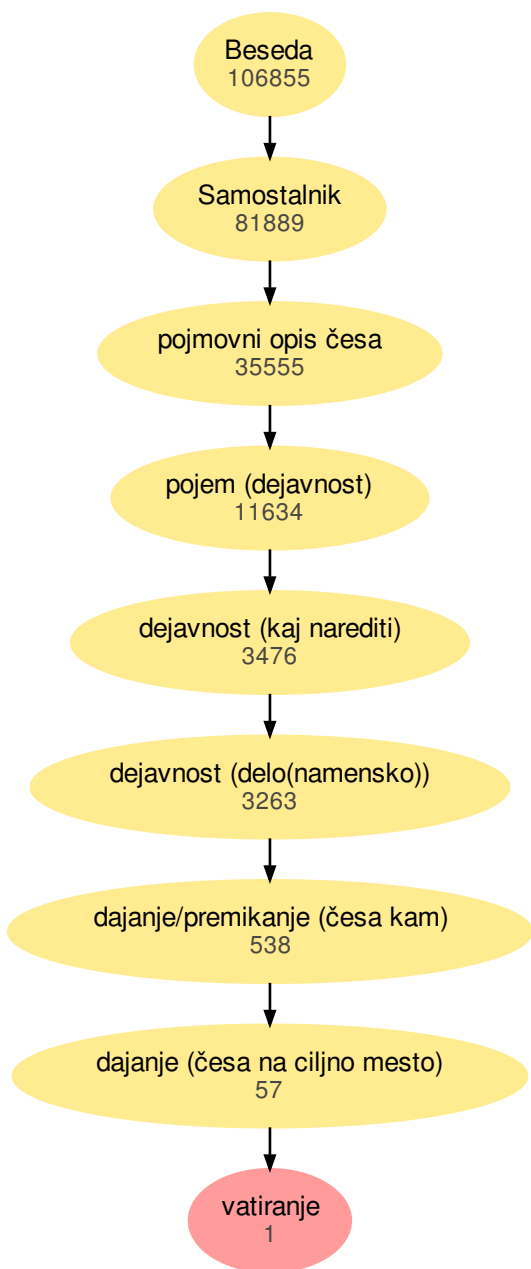 Beseda
106855
Samostalnik
81889
pojmovni opis česa
35555
pojem (dejavnost)
11634
dejavnost (kaj narediti)
3476
dejavnost (delo(namensko))
3263
dajanje/premikanje (česa kam)
538
dajanje (česa na ciljno mesto)
57
vatiranje
1